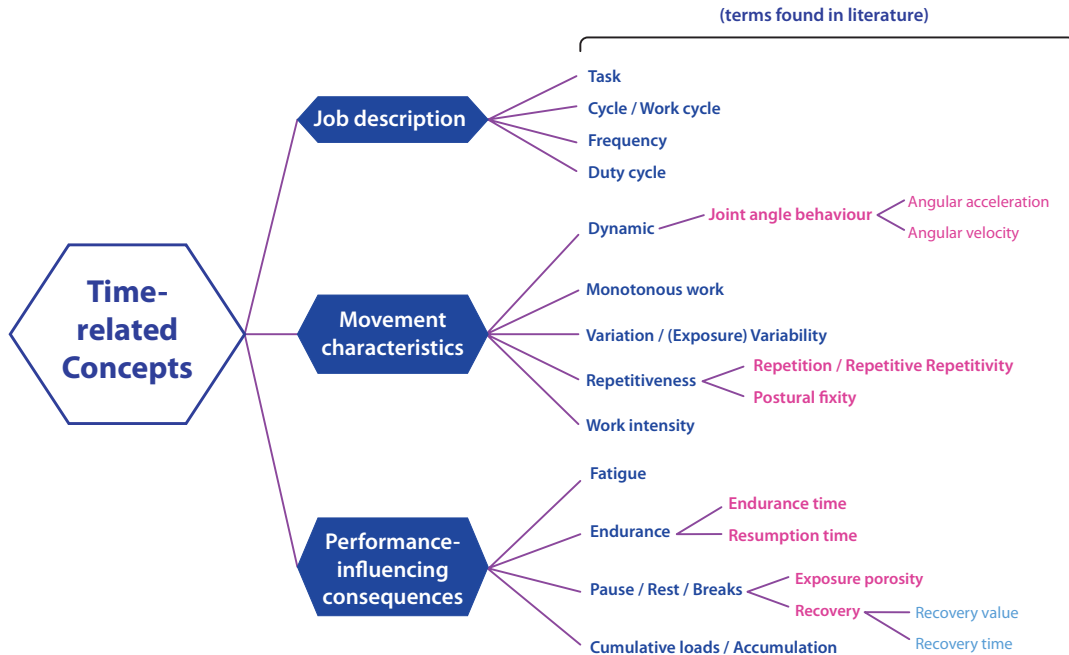 (terms found in literature)
Time-
related
Concepts
Job description
Task
Cycle / Work cycle
Frequency
Duty cycle
Movement
characteristics
Dynamic
Joint angle behaviour
Angular acceleration
Angular velocity
Monotonous work
Variation / (Exposure) Variability
Repetitiveness
Repetition / Repetitive Repetitivity
Postural fixity
Work intensity
Performance-
influencing
consequences
Fatigue
Endurance
Endurance time
Resumption time
Pause / Rest / Breaks
Exposure porosity
Recovery
Recovery value
Recovery time
Cumulative loads / Accumulation